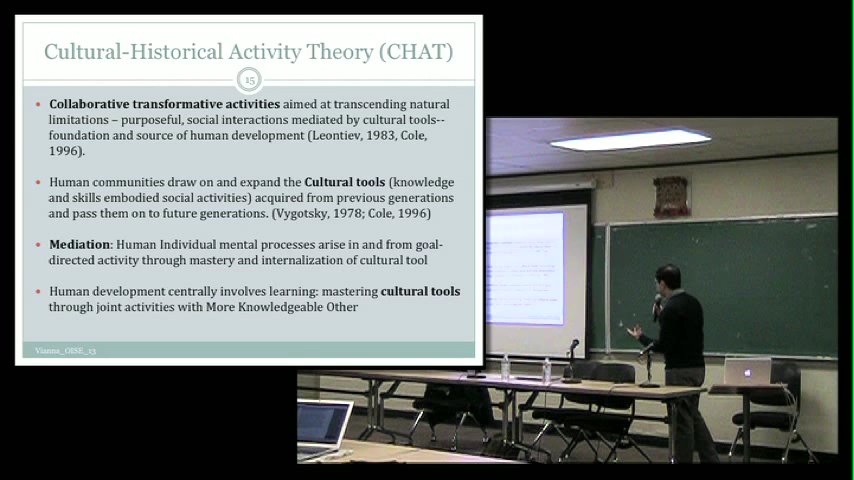 Cultural-Historical Activity Theory (CHAT)
15
• Collaborative transformative activities aimed at transcending natural
limitations – purposeful, social interactions mediated by cultural tools--
foundation and source of human development (Leontiev, 1983, Cole,
1996).
• Human communities draw on and expand the Cultural tools (knowledge
and skills embodied social activities) acquired from previous generations
and pass them on to future generations. (Vygotsky, 1978; Cole, 1996)
• Mediation: Human Individual mental processes arise in and from goal-
directed activity through mastery and internalization of cultural tool
• Human development centrally involves learning: mastering cultural tools
through joint activities with More Knowledgeable Other
Vianna_OISE_13